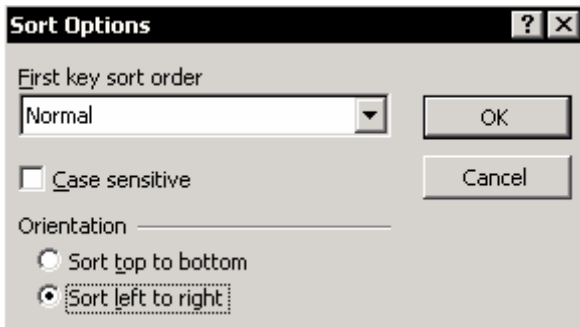 Sort Options
First key sort order
Normal
OK
Case sensitive
Cancel
Orientation
Sort top to bottom
Sort left to right